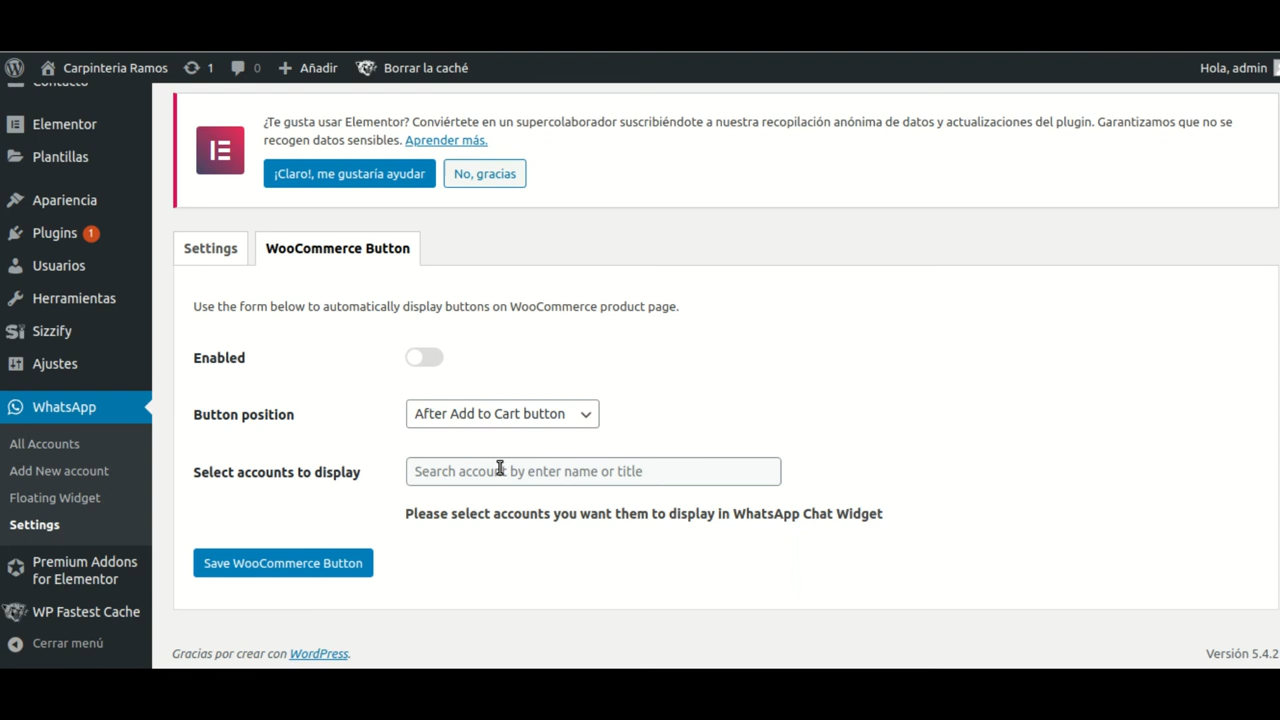 Carpinteria Ramos 1 0 Añadir Borrar la caché Hola, admin
Contacto
Elementor
Plantillas
Apariencia
Plugins 1
Usuarios
Herramientas
Sizzify
Ajustes
WhatsApp
All Accounts
Add New account
Floating Widget
Settings
Premium Addons
for Elementor
WP Fastest Cache
Cerrar menú
¿Te gusta usar Elementor? Conviértete en un supercolaborador suscribiéndote a nuestra recopilación anónima de datos y actualizaciones del plugin. Garantizamos que no se
recogen datos sensibles. Aprender más.
¡Claro!, me gustaría ayudar No, gracias
Settings WooCommerce Button
Use the form below to automatically display buttons on WooCommerce product page.
Enabled
Button position After Add to Cart button
Select accounts to display Search account by enter name or title
Please select accounts you want them to display in WhatsApp Chat Widget
Save WooCommerce Button
Gracias por crear con WordPress. Versión 5.4.2